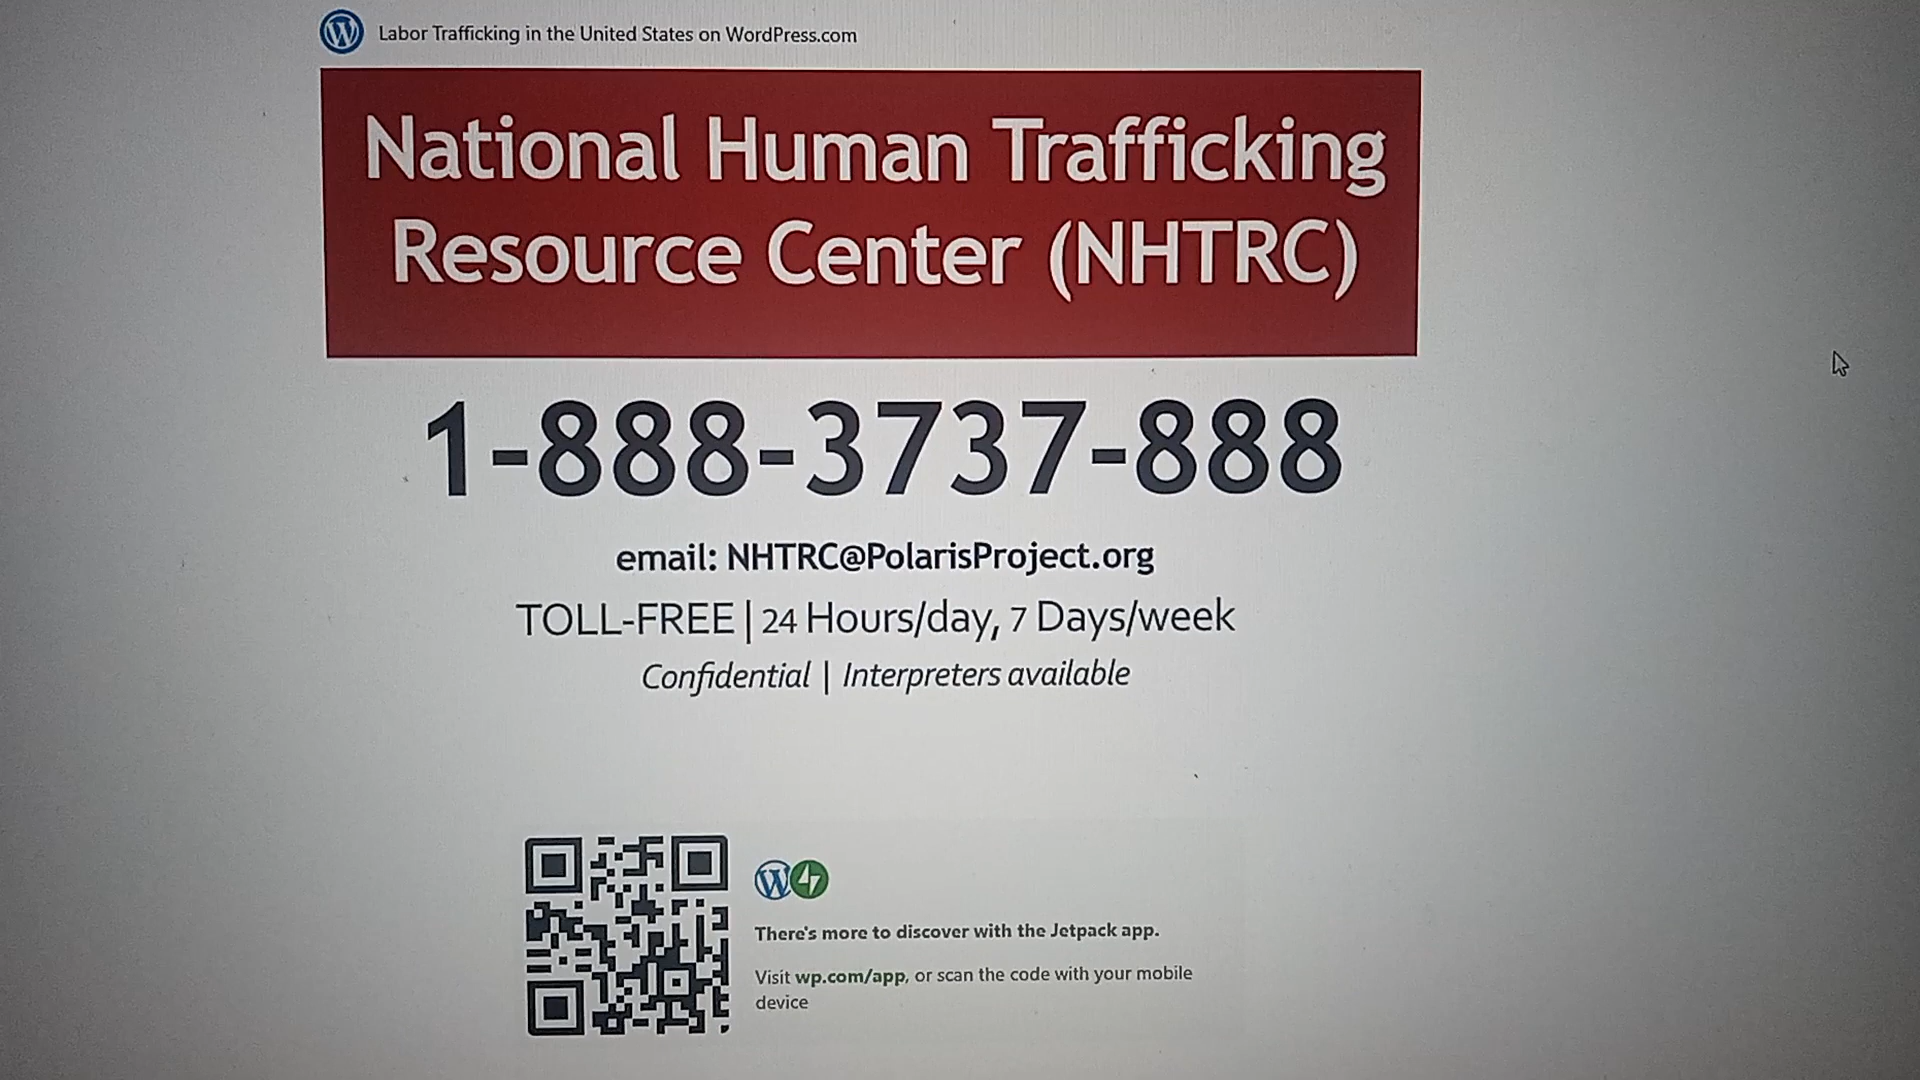 Labor Trafficking in the United States on WordPress.com
National Human Trafficking
Resource Center (NHTRC)
1-888-3737-888
email: NHTRC@PolarisProject.org
TOLL-FREE | 24 Hours/day, 7 Days/week
Confidential | Interpreters available
There's more to discover with the Jetpack app.
Visit wp.com/app, or scan the code with your mobile
device